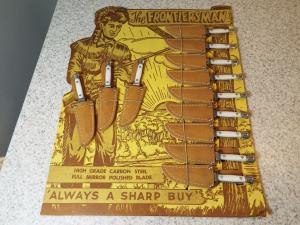 The FRONTIERSMAN
HIGH GRADE CARBON STEEL
FULL MIRROR POLISHED BLADE
"ALWAYS A SHARP BUY"